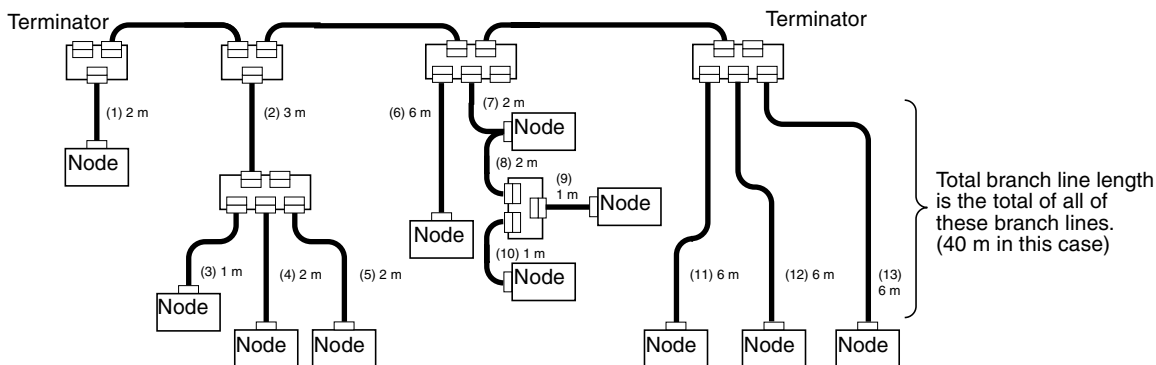 Terminator
Terminator
(1) 2 m
(2) 3 m
(6) 6 m
(7) 2 m
Node
Node
(8) 2 m
(9)
1 m
Node
Total branch line length
is the total of all of
these branch lines.
(40 m in this case)
Node
(10) 1 m
Node
(3) 1 m
(4) 2 m
(5) 2 m
(11) 6 m
(12) 6 m
(13)
6 m
Node
Node
Node
Node
Node
Node